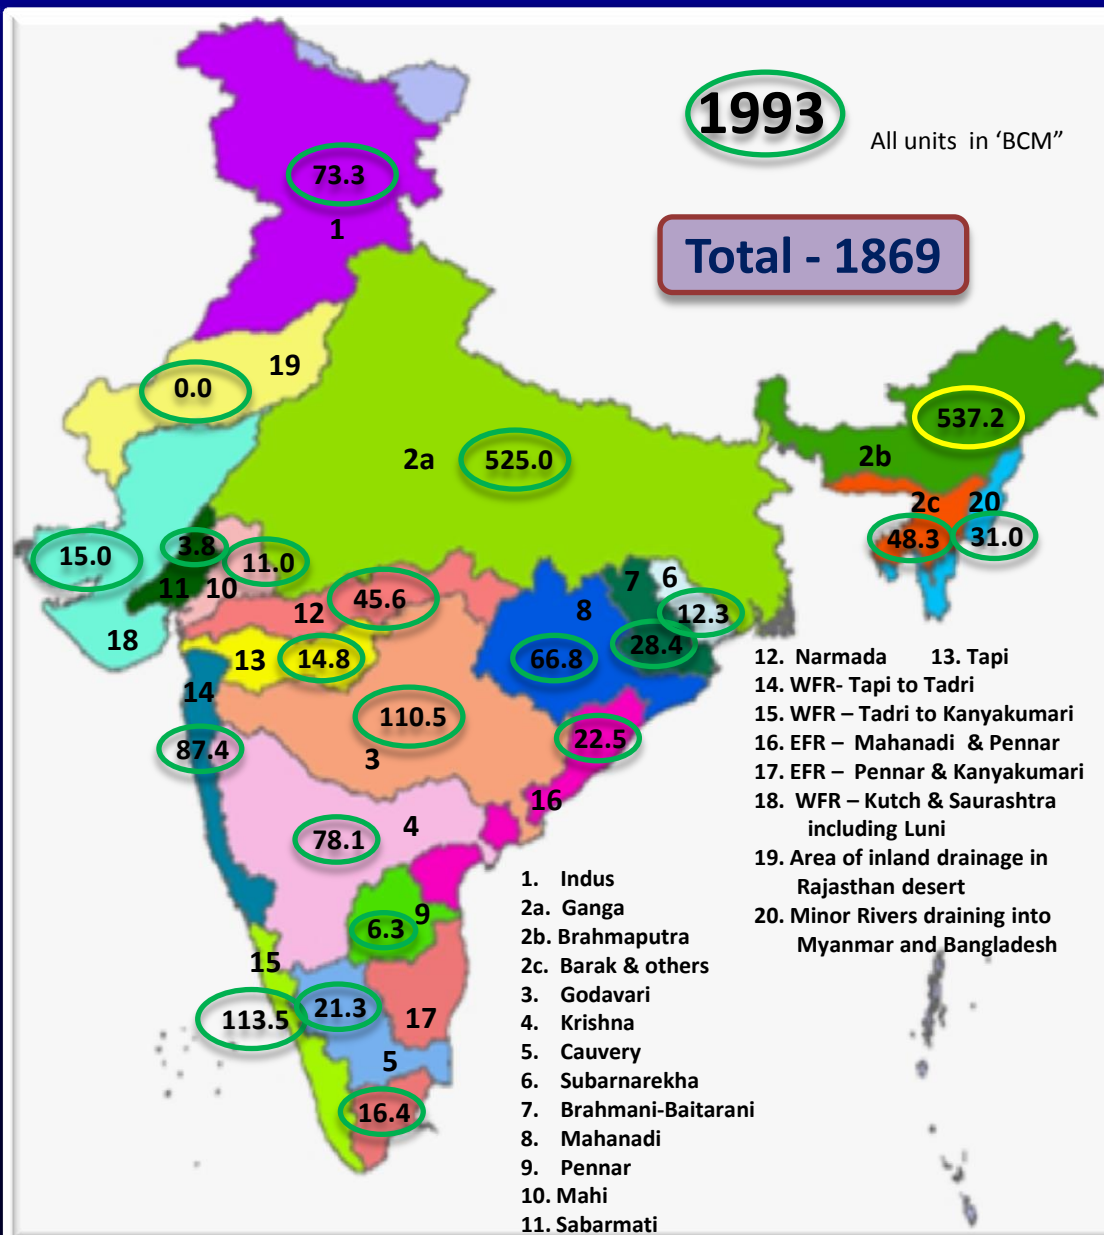 1993
All units in ‘BCM”
Total - 1869
73.3
1
19
0.0
537.2
2a
525.0
2b
2c
20
48.3
31.0
15.0
3.8
11.0
11
10
12
45.6
7
6
8
12.3
18
13
14.8
66.8
28.4
14
110.5
87.4
3
22.5
16
4
78.1
9
6.3
15
113.5
21.3
17
5
16.4
12. Narmada 13. Tapi
14. WFR- Tapi to Tadri
15. WFR – Tadri to Kanyakumari
16. EFR – Mahanadi & Pennar
17. EFR – Pennar & Kanyakumari
18. WFR – Kutch & Saurashtra
including Luni
19. Area of inland drainage in
Rajasthan desert
20. Minor Rivers draining into
Myanmar and Bangladesh
1. Indus
2a. Ganga
2b. Brahmaputra
2c. Barak & others
3. Godavari
4. Krishna
5. Cauvery
6. Subarnarekha
7. Brahmani-Baitarani
8. Mahanadi
9. Pennar
10. Mahi
11. Sabarmati